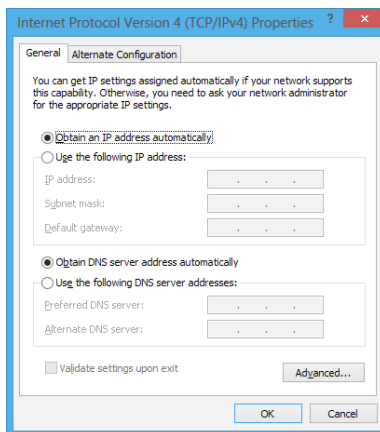 Internet Protocol Version 4 (TCP/IPv4) Properties ? ×
General Alternate Configuration
You can get IP settings assigned automatically if your network supports
this capability. Otherwise, you need to ask your network administrator
for the appropriate IP settings.
Obtain an IP address automatically
Use the following IP address:
IP address: . . .
Subnet mask: . . .
Default gateway: . . .
Obtain DNS server address automatically
Use the following DNS server addresses:
Preferred DNS server: . . .
Alternate DNS server: . . .
Validate settings upon exit
Advanced...
OK Cancel